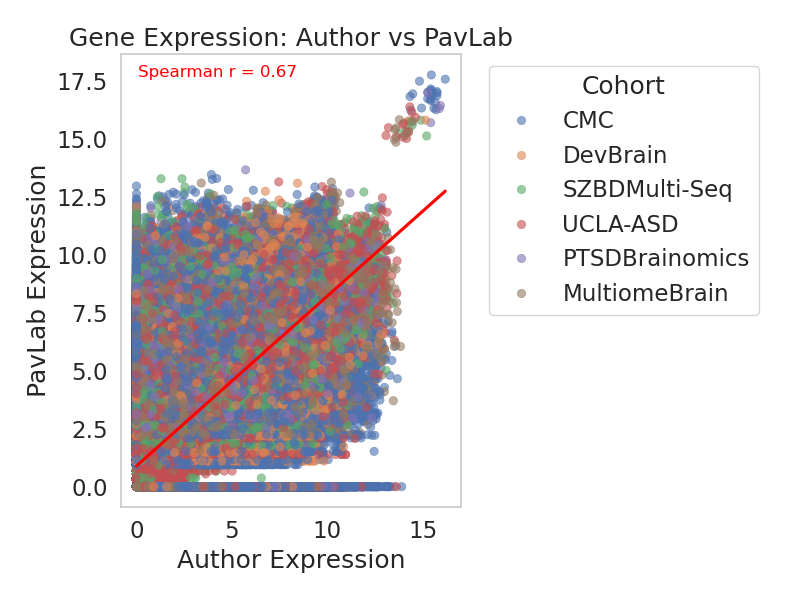 Gene Expression: Author vs PavLab
Spearman r = 0.67
17.5
15.0
12.5
10.0
7.5
5.0
2.5
0.0
PavLab Expression
0
5
10
15
Author Expression
Cohort
CMC
DevBrain
SZBDMulti-Seq
UCLA-ASD
PTSDBrainomics
MultiomeBrain